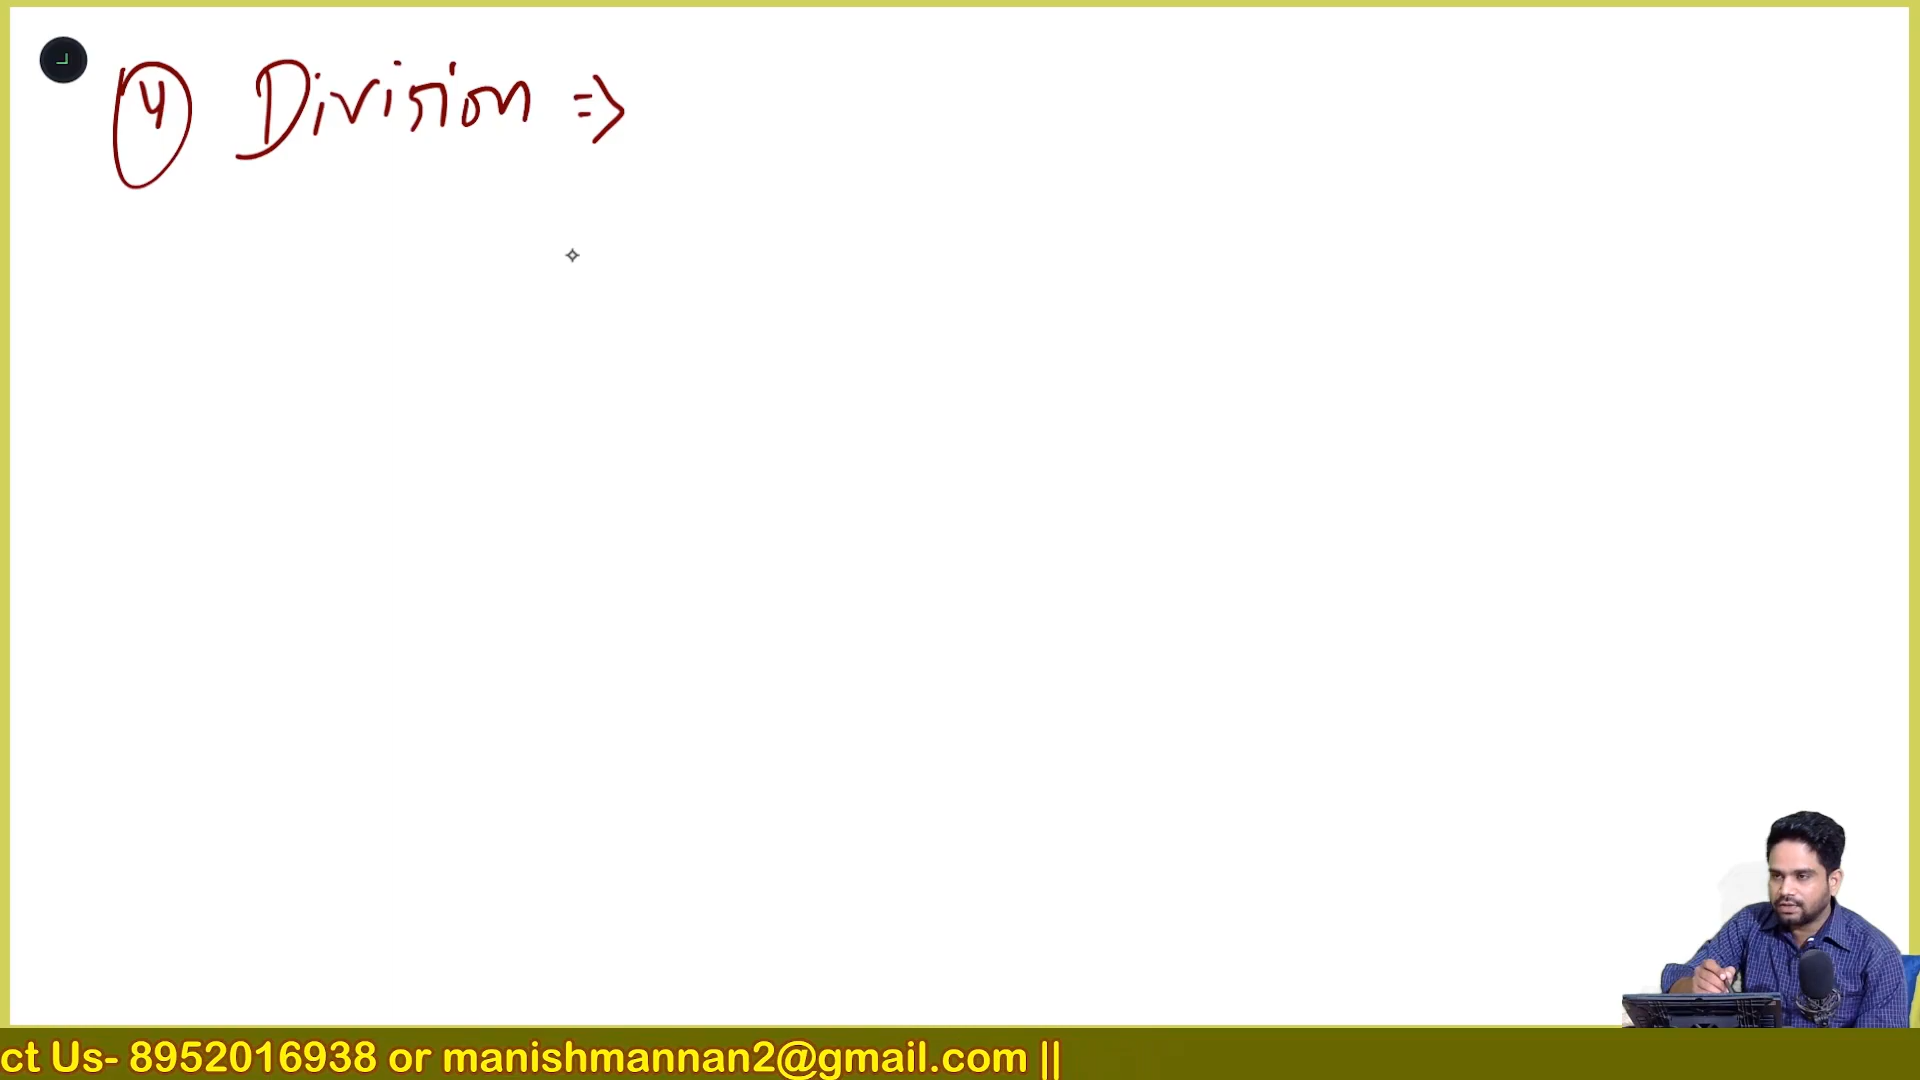 ④ Division ⇒
ct Us- 8952016938 or manishmannan2@gmail.com ||